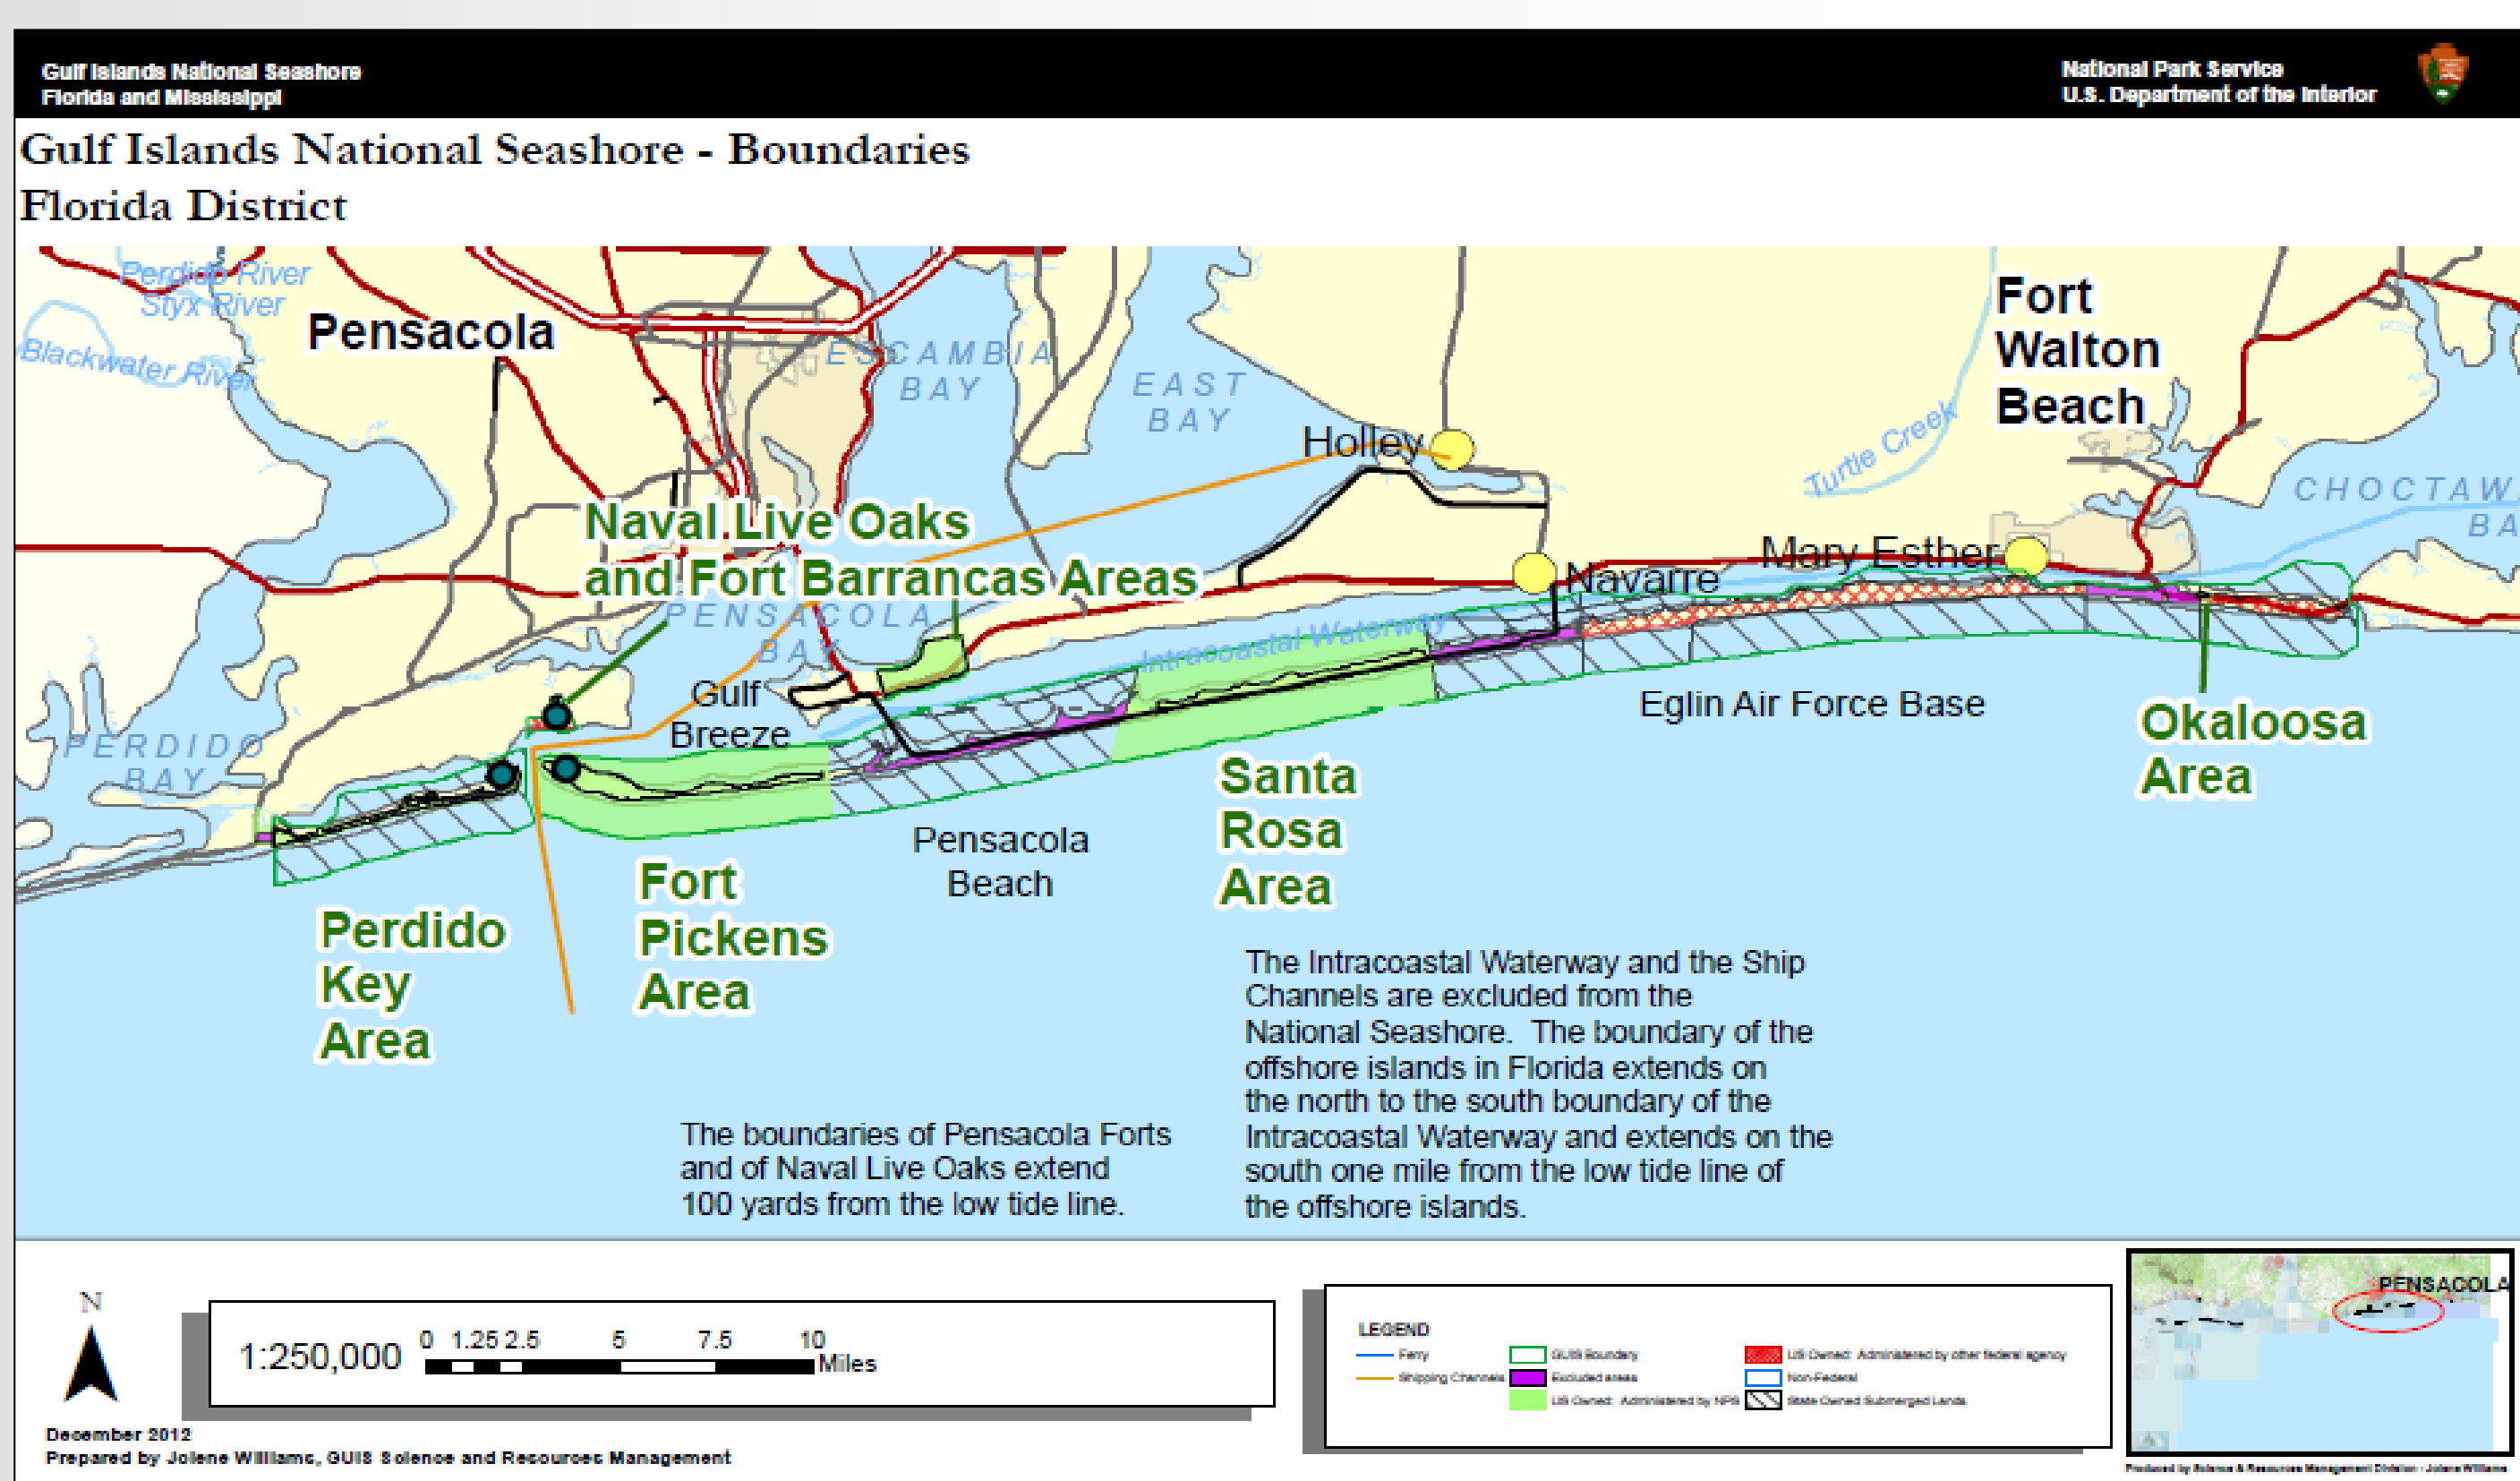 Gulf Islands National Seashore
Florida and Mississippi
National Park Service
U.S. Department of the Interior
Gulf Islands National Seashore - Boundaries
Florida District
Perdido River
Styx River
Blackwater River
Pensacola
ESCAMBIA
BAY
EAST
BAY
Holley
Turtle Creek
Fort
Walton
Beach
CHOCTAW
BA
Naval Live Oaks
and Fort Barrancas Areas
PENSACOLA
BAY
Intracoastal Waterway
Navarre
Mary Esther
Gulf
Breeze
PERDIDO
BAY
Eglin Air Force Base
Okaloosa
Area
Santa
Rosa
Area
Pensacola
Beach
Fort
Pickens
Area
Perdido
Key
Area
The boundaries of Pensacola Forts
and of Naval Live Oaks extend
100 yards from the low tide line.
The Intracoastal Waterway and the Ship
Channels are excluded from the
National Seashore. The boundary of the
offshore islands in Florida extends on
the north to the south boundary of the
Intracoastal Waterway and extends on the
south one mile from the low tide line of
the offshore islands.
N
1:250,000
0 1.25 2.5 5 7.5 10
Miles
December 2012
Prepared by Jolene Williams, GUIS Science and Resources Management
LEGEND
Ferry
Shipping Channels
GUIS Boundary
Excluded areas
US Owned: Administered by NPS
US Owned: Administered by other federal agency
Non-Federal
State Owned Submerged Lands
PENSACOLA
Produced by Science & Resources Management Division - Jolene Williams